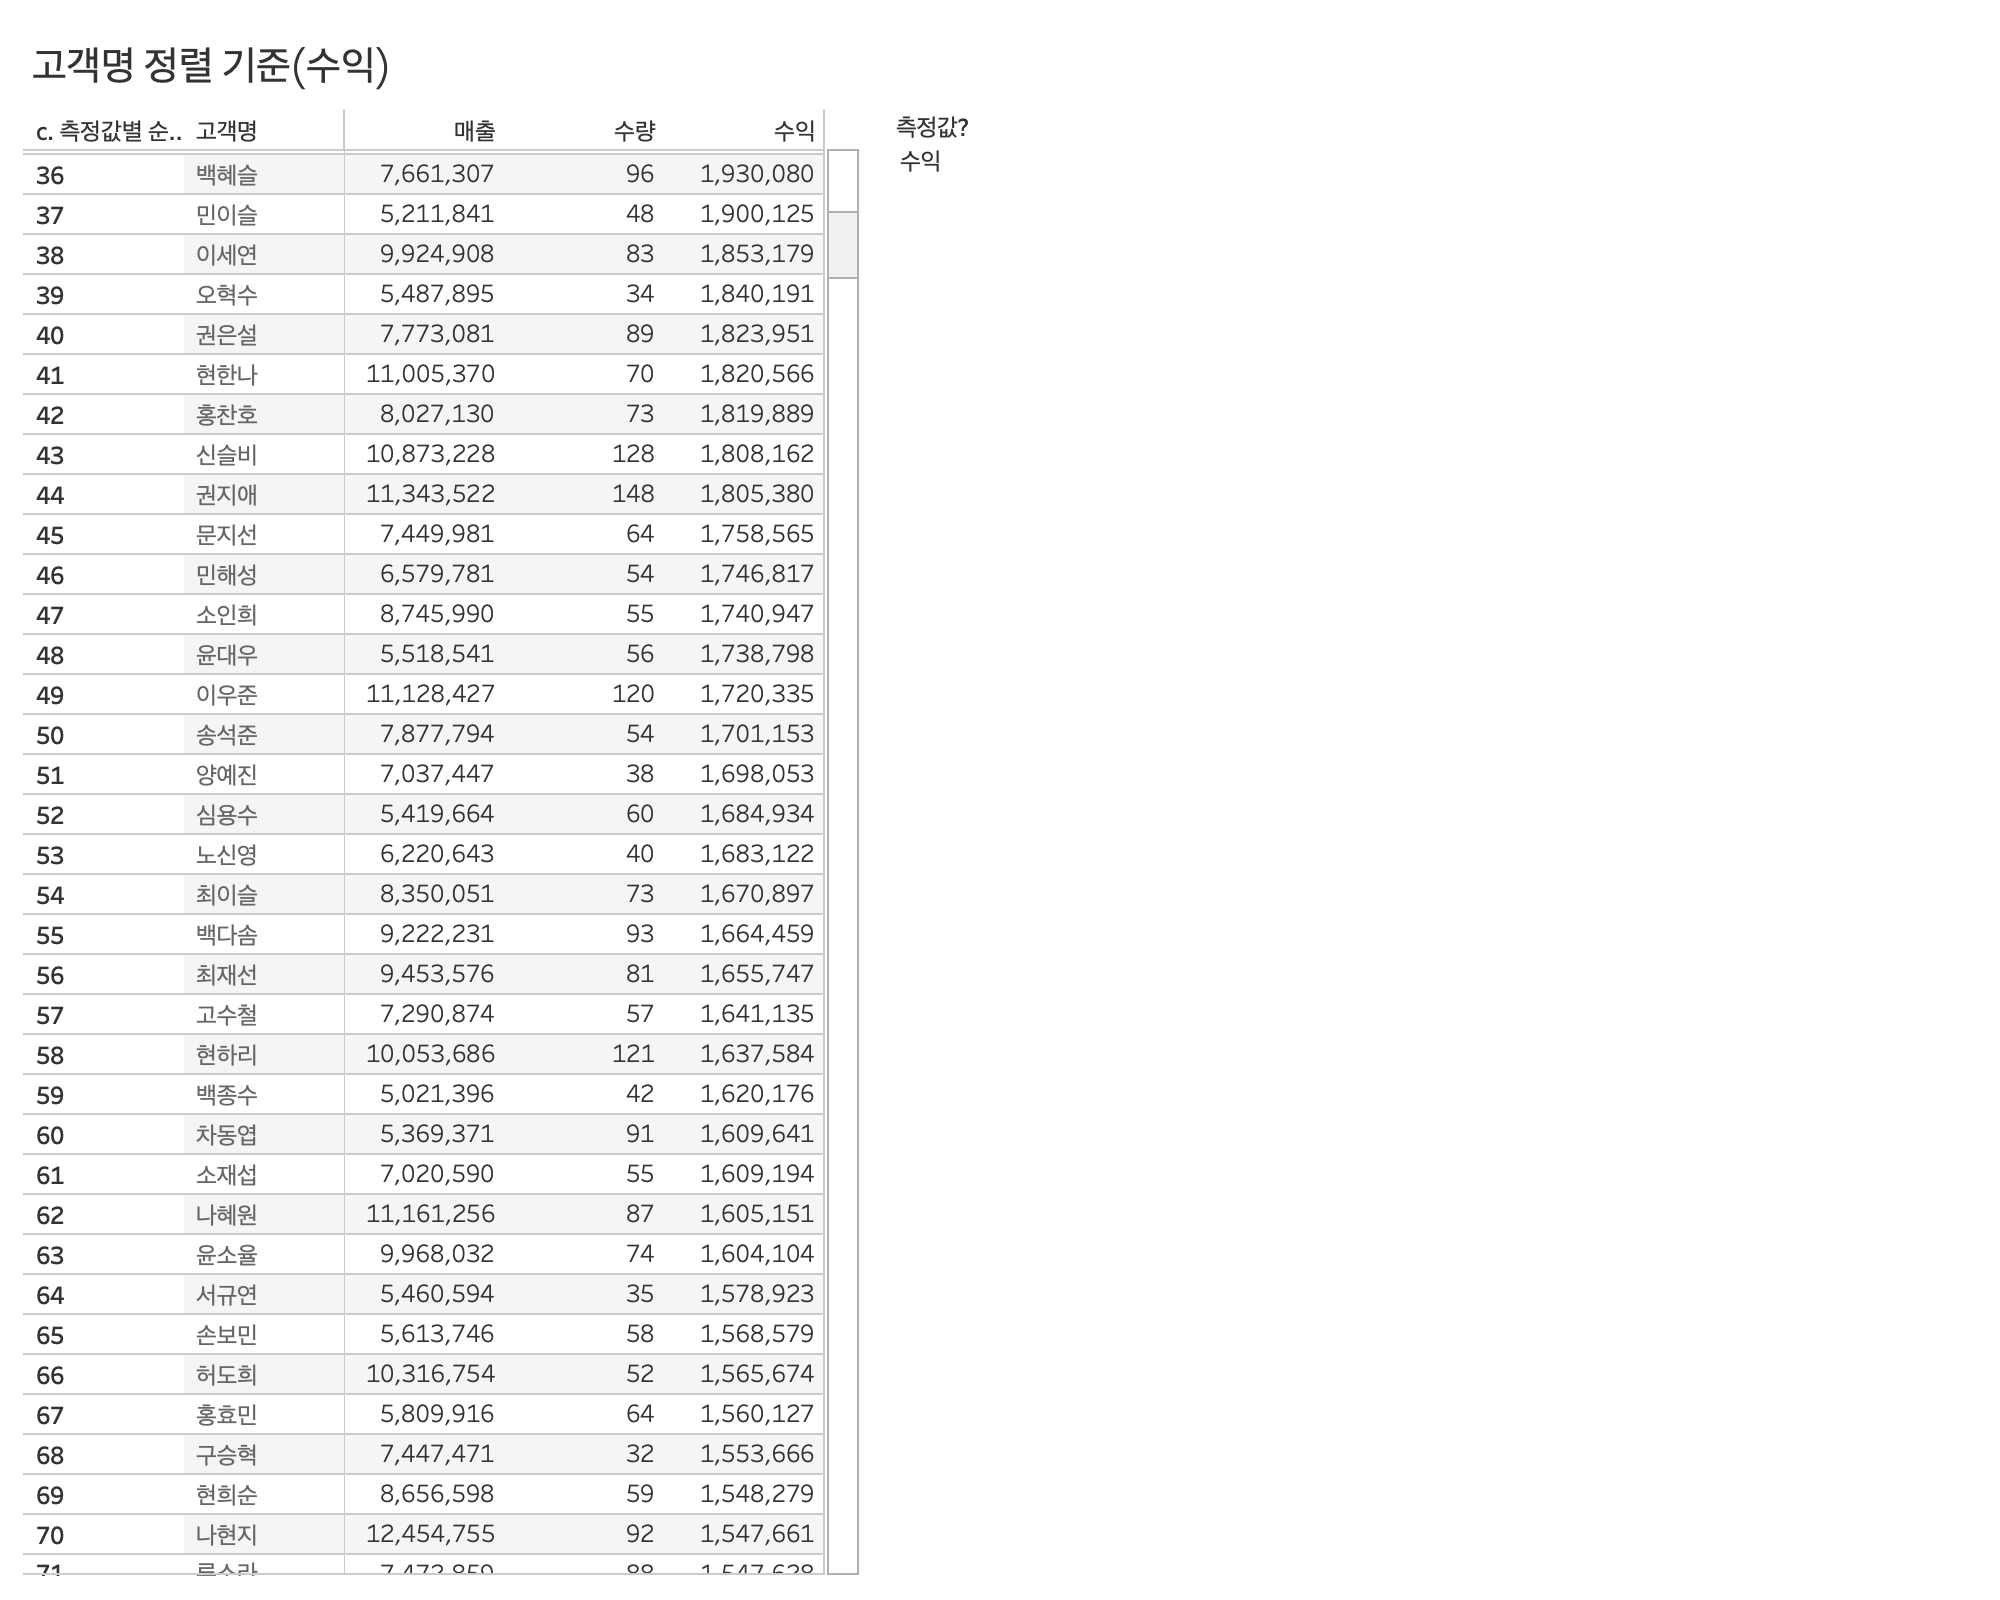 고객명 정렬 기준(수익)
c. 측정값별 순.. 고객명 매출 수량 수익
측정값?
수익
36 백혜슬 7,661,307 96 1,930,080
37 민이슬 5,211,841 48 1,900,125
38 이세연 9,924,908 83 1,853,179
39 오혁수 5,487,895 34 1,840,191
40 권은설 7,773,081 89 1,823,951
41 현한나 11,005,370 70 1,820,566
42 홍찬호 8,027,130 73 1,819,889
43 신슬비 10,873,228 128 1,808,162
44 권지애 11,343,522 148 1,805,380
45 문지선 7,449,981 64 1,758,565
46 민해성 6,579,781 54 1,746,817
47 소인희 8,745,990 55 1,740,947
48 윤대우 5,518,541 56 1,738,798
49 이우준 11,128,427 120 1,720,335
50 송석준 7,877,794 54 1,701,153
51 양예진 7,037,447 38 1,698,053
52 심용수 5,419,664 60 1,684,934
53 노신영 6,220,643 40 1,683,122
54 최이슬 8,350,051 73 1,670,897
55 백다솜 9,222,231 93 1,664,459
56 최재선 9,453,576 81 1,655,747
57 고수철 7,290,874 57 1,641,135
58 현하리 10,053,686 121 1,637,584
59 백종수 5,021,396 42 1,620,176
60 차동엽 5,369,371 91 1,609,641
61 소재섭 7,020,590 55 1,609,194
62 나혜원 11,161,256 87 1,605,151
63 윤소율 9,968,032 74 1,604,104
64 서규연 5,460,594 35 1,578,923
65 손보민 5,613,746 58 1,568,579
66 허도희 10,316,754 52 1,565,674
67 홍효민 5,809,916 64 1,560,127
68 구승혁 7,447,471 32 1,553,666
69 현희순 8,656,598 59 1,548,279
70 나현지 12,454,755 92 1,547,661
71